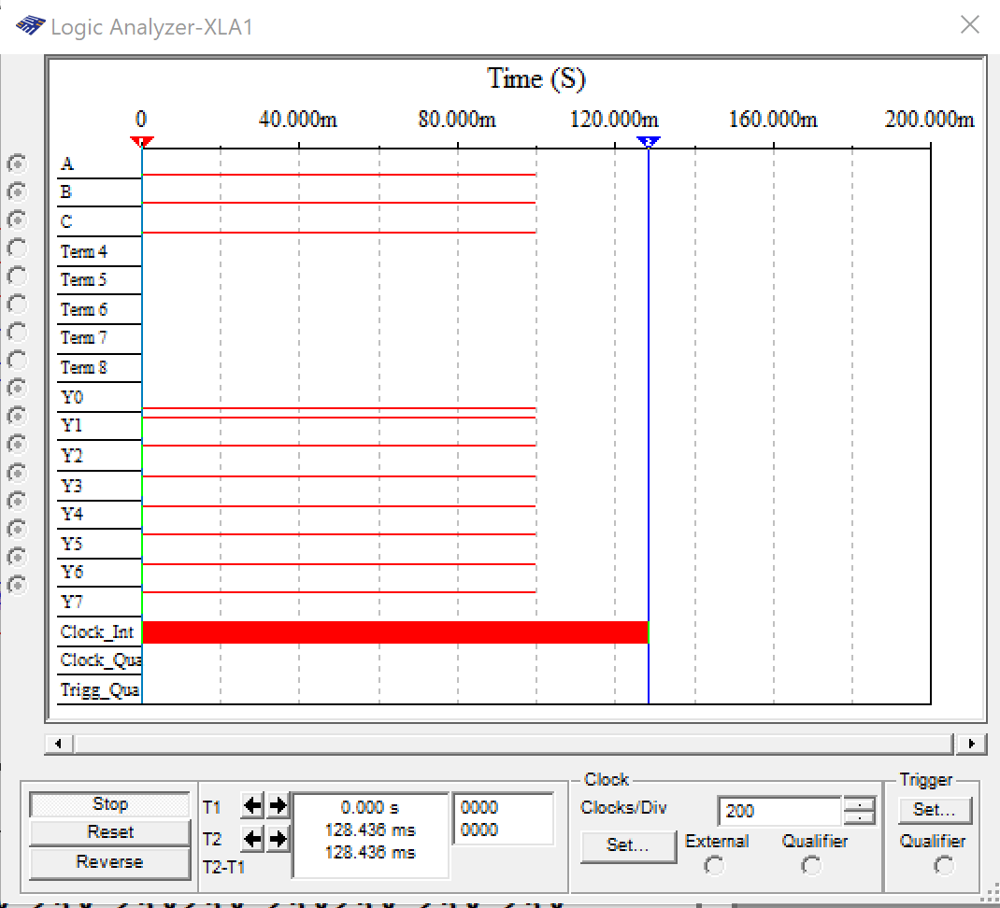 Logic Analyzer-XLA1
Time (S)
0 40.000m 80.000m 120.000m 160.000m 200.000m
1 2
A
B
C
Term 4
Term 5
Term 6
Term 7
Term 8
Y0
Y1
Y2
Y3
Y4
Y5
Y6
Y7
Clock_Int
Clock_Qua
Trigg_Qua
Stop
Reset
Reverse
T1
T2
T2-T1
0.000 s
128.436 ms
128.436 ms
0000
0000
Clock
Clocks/Div 200
Set... External Qualifier
Trigger
Set...
Qualifier